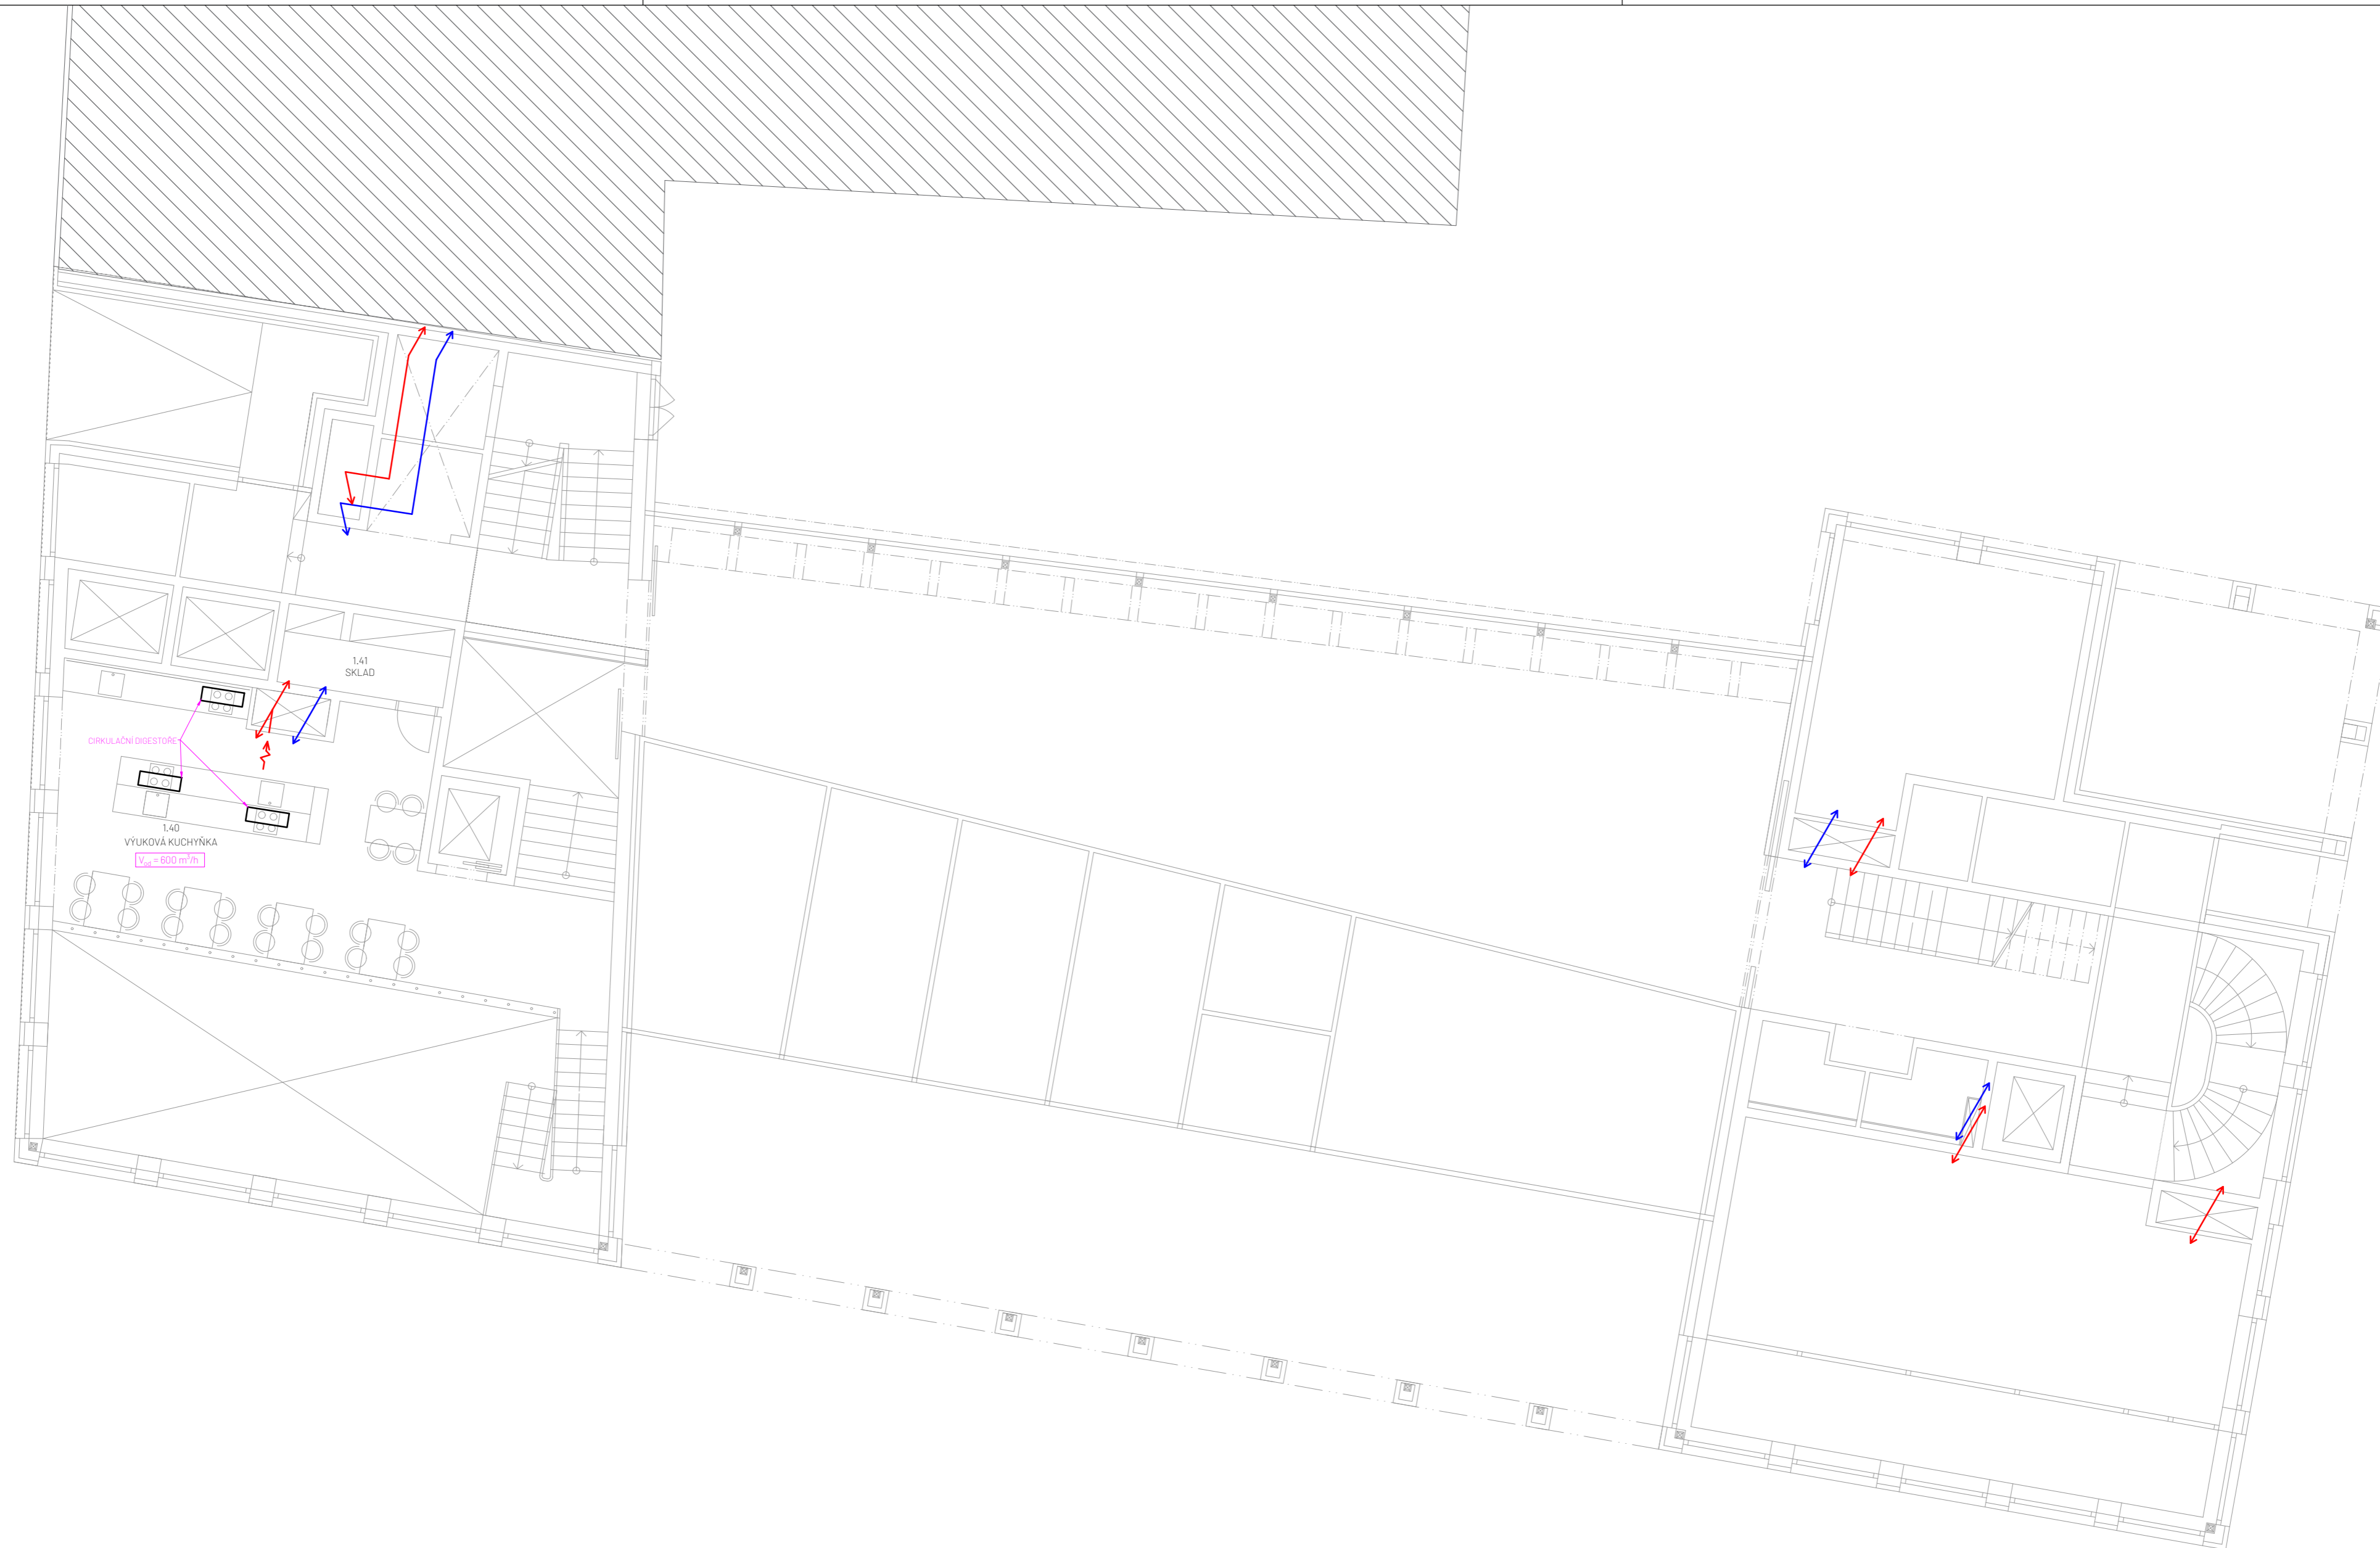 1.41
SKLAD
CIRKULAČNÍ DIGESTOŘE
1.40
VÝUKOVÁ KUCHYŇKA
V = 600 m³/h